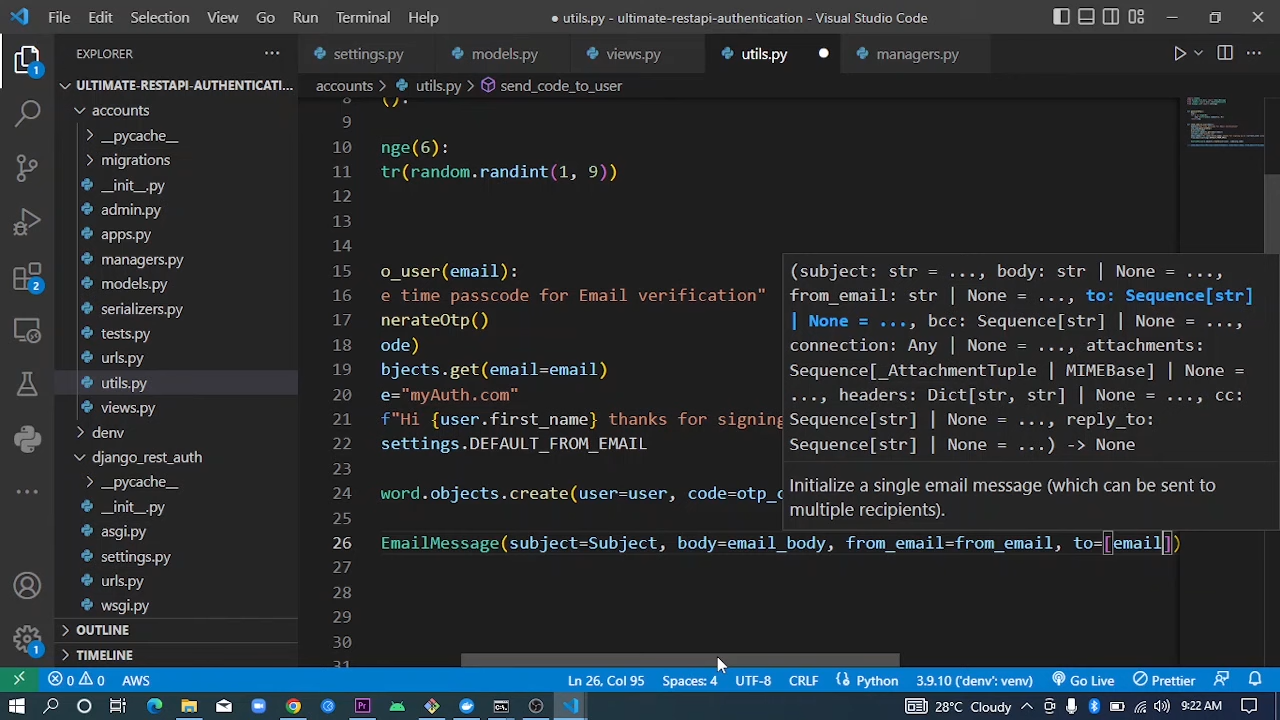 File Edit Selection View Go Run Terminal Help
● utils.py - ultimate-restapi-authentication - Visual Studio Code
EXPLORER
settings.py
models.py
views.py
utils.py
managers.py
ULTIMATE-RESTAPI-AUTHENTICATI...
accounts > utils.py > send_code_to_user
accounts
__pycache__
migrations
__init__.py
admin.py
apps.py
managers.py
models.py
serializers.py
tests.py
urls.py
utils.py
views.py
denv
django_rest_auth
__pycache__
__init__.py
asgi.py
settings.py
urls.py
wsgi.py
OUTLINE
TIMELINE
1
2
1
8 ():
9
10 nge(6):
11 tr(random.randint(1, 9))
12
13
14
15 o_user(email):
16 e time passcode for Email verification"
17 nerateOtp()
18 ode)
19 bjects.get(email=email)
20 e="myAuth.com"
21 f"Hi {user.first_name} thanks for signing
22 settings.DEFAULT_FROM_EMAIL
23
24 word.objects.create(user=user, code=otp_c
25
26 EmailMessage(subject=Subject, body=email_body, from_email=from_email, to=[email])
27
28
29
30
31
(subject: str = ..., body: str | None = ...,
from_email: str | None = ..., to: Sequence[str]
| None = ..., bcc: Sequence[str] | None = ...,
connection: Any | None = ..., attachments:
Sequence[_AttachmentTuple | MIMEBase] | None =
..., headers: Dict[str, str] | None = ..., cc:
Sequence[str] | None = ..., reply_to:
Sequence[str] | None = ...) -> None
Initialize a single email message (which can be sent to
multiple recipients).
0 0 AWS Ln 26, Col 95 Spaces: 4 UTF-8 CRLF Python 3.9.10 ('denv': venv) Go Live Prettier
28°C Cloudy 9:22 AM